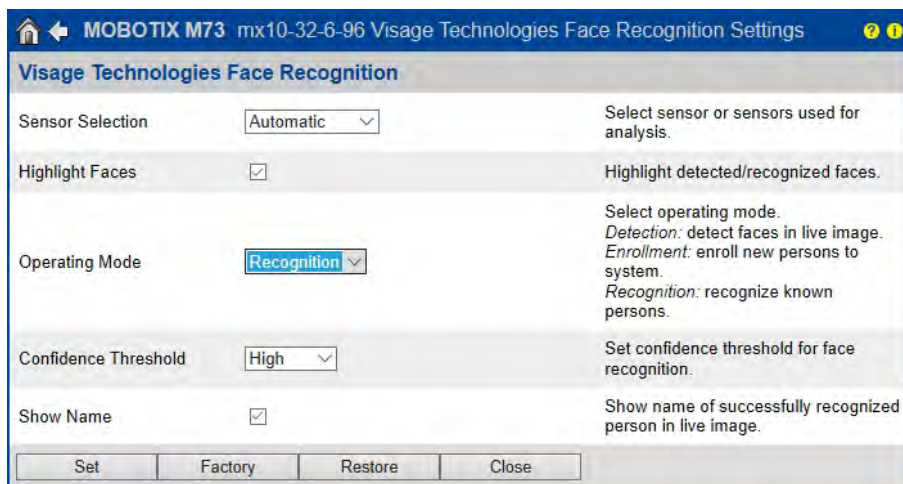 MOBOTIX M73 mx10-32-6-96 Visage Technologies Face Recognition Settings ? i
Visage Technologies Face Recognition
Sensor Selection
Automatic
Select sensor or sensors used for
analysis.
Highlight Faces
Highlight detected/recognized faces.
Operating Mode
Recognition
Select operating mode.
Detection: detect faces in live image.
Enrollment: enroll new persons to
system.
Recognition: recognize known
persons.
Confidence Threshold
High
Set confidence threshold for face
recognition.
Show Name
Show name of successfully recognized
person in live image.
Set Factory Restore Close